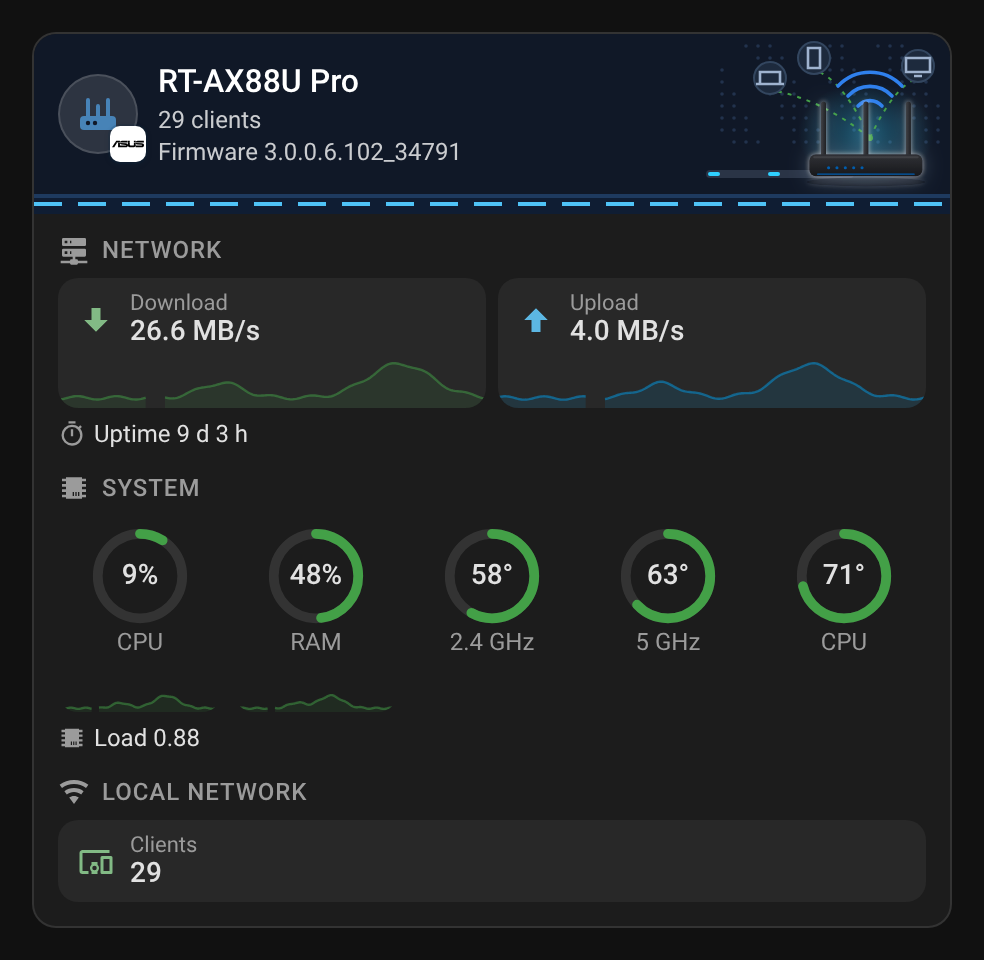 RT-AX88U Pro
29 clients
Firmware 3.0.0.6.102_34791
ASUS
NETWORK
Download
26.6 MB/s
Upload
4.0 MB/s
Uptime 9 d 3 h
SYSTEM
9%
CPU
48%
RAM
58°
2.4 GHz
63°
5 GHz
71°
CPU
Load 0.88
LOCAL NETWORK
Clients
29